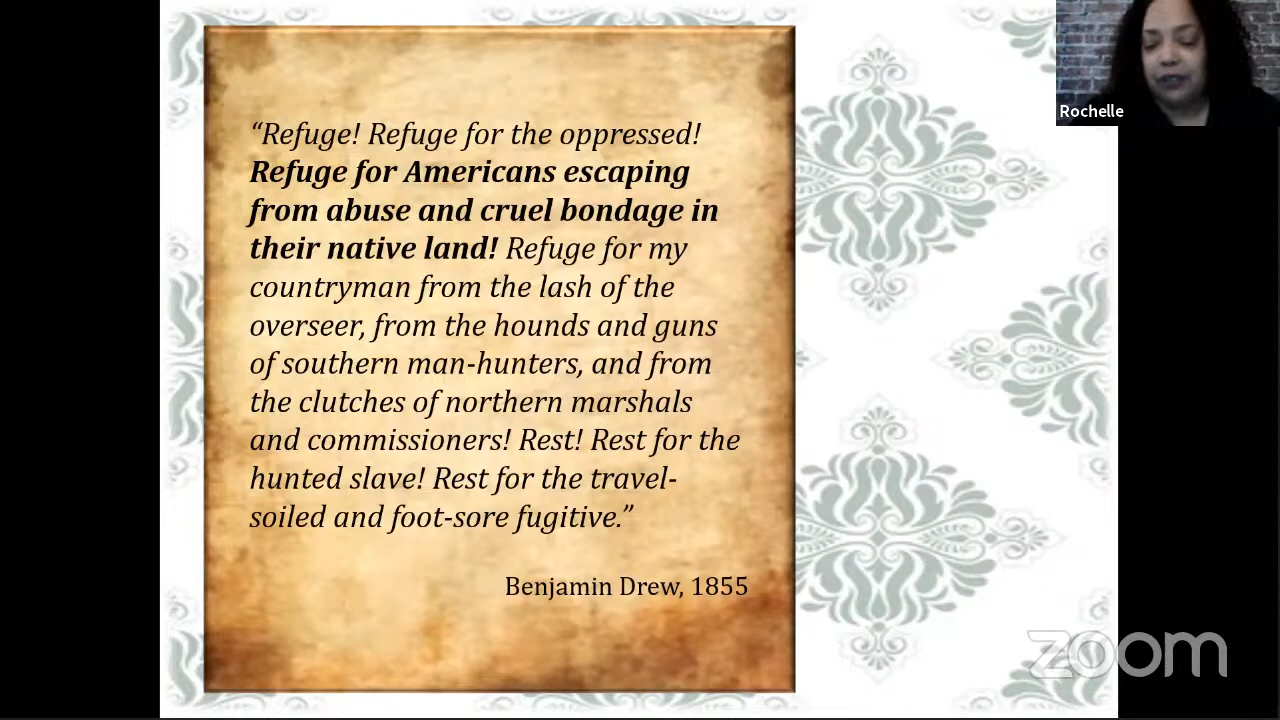 “Refuge! Refuge for the oppressed!
Refuge for Americans escaping
from abuse and cruel bondage in
their native land! Refuge for my
countryman from the lash of the
overseer, from the hounds and guns
of southern man-hunters, and from
the clutches of northern marshals
and commissioners! Rest! Rest for the
hunted slave! Rest for the travel-
soiled and foot-sore fugitive.”
Benjamin Drew, 1855
Rochelle
zoom